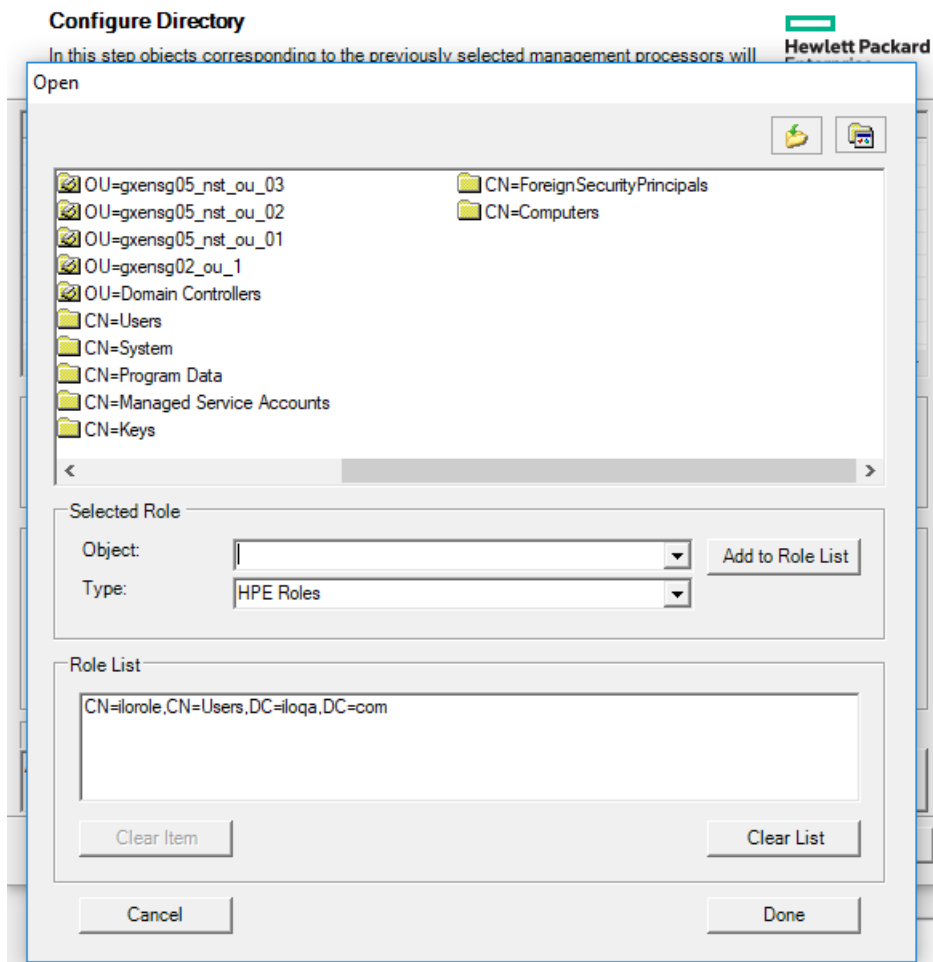 Configure Directory
In this step objects corresponding to the previously selected management processors will
Hewlett Packard
Enterprise
Open
OU=gxensg05_nst_ou_03
OU=gxensg05_nst_ou_02
OU=gxensg05_nst_ou_01
OU=gxensg02_ou_1
OU=Domain Controllers
CN=Users
CN=System
CN=Program Data
CN=Managed Service Accounts
CN=Keys
CN=ForeignSecurityPrincipals
CN=Computers
Selected Role
Object:
Add to Role List
Type:
HPE Roles
Role List
CN=ilorole,CN=Users,DC=iloqa,DC=com
Clear Item
Clear List
Cancel
Done